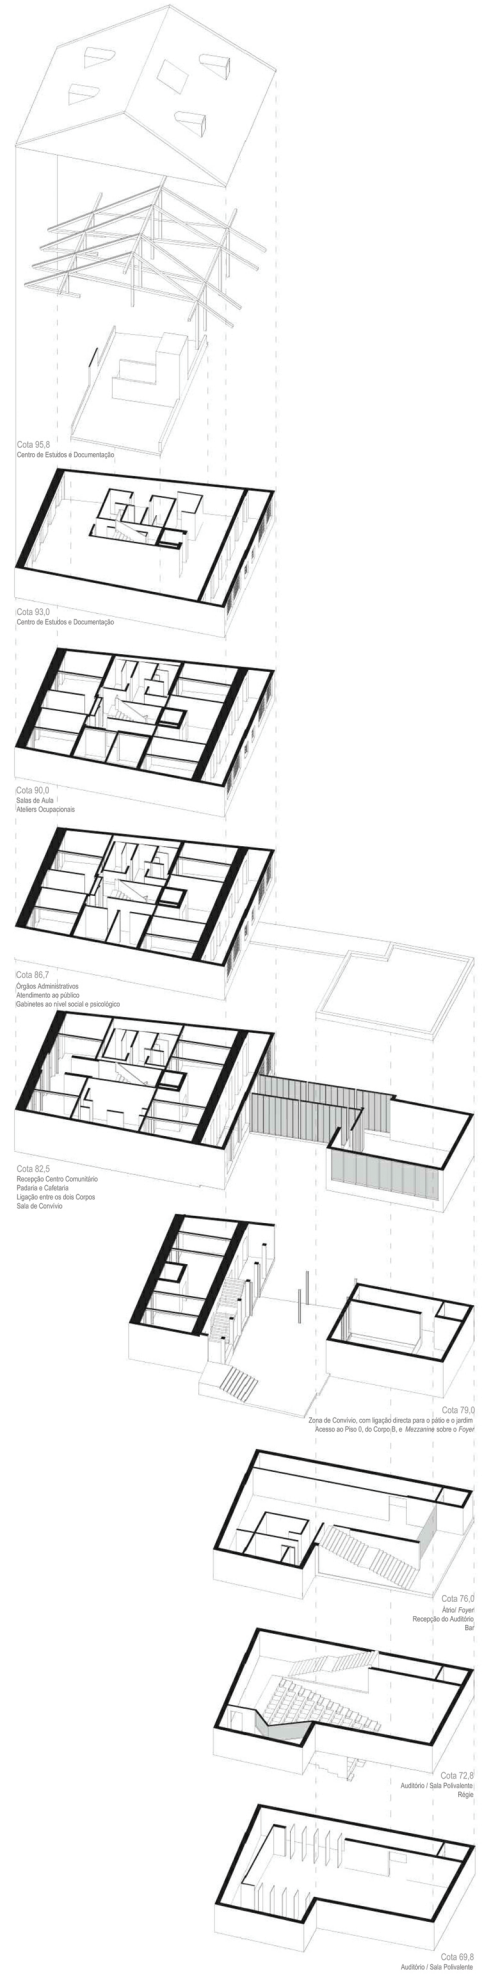 Cota 95,8
Centro de Estudos e Documentação
Cota 93,0
Centro de Estudos e Documentação
Cota 90,0
Salas de Aula
Ateliers Ocupacionais
Cota 86,7
Órgãos Administrativos
Atendimento ao público
Gabinetes ao nível social e psicológico
Cota 82,5
Recepção Centro Comunitário
Padaria e Cafetaria
Ligação entre os dois Corpos
Sala de Convívio
Cota 79,0
Zona de Convívio, com ligação directa para o pátio e o jardim
Acesso ao Piso 0, do Corpo B, e Mezzanine sobre o Foyer
Cota 76,0
Átrio/ Foyer
Recepção do Auditório
Bar
Cota 72,8
Auditório / Sala Polivalente
Régie
Cota 69,8
Auditório / Sala Polivalente